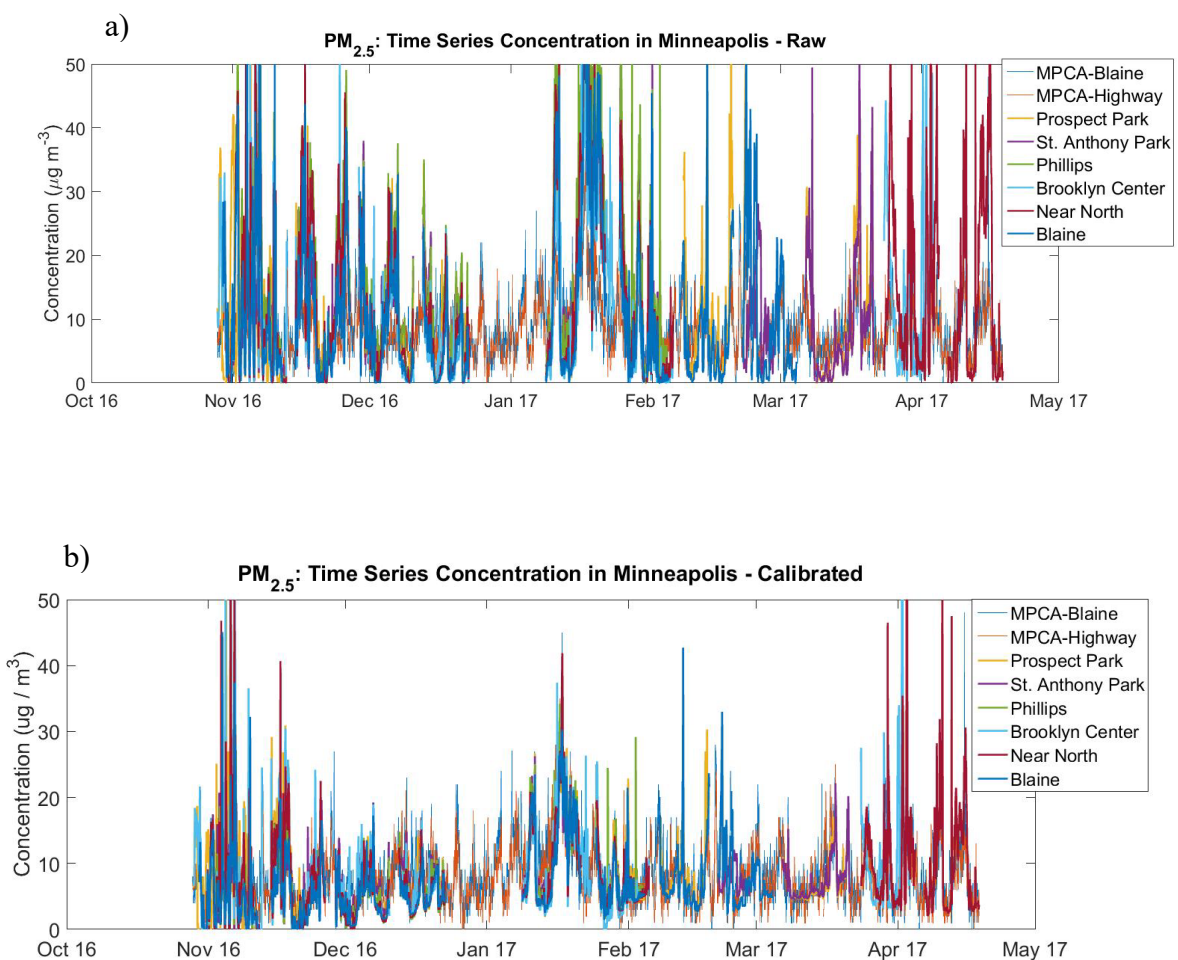 a)
PM2.5: Time Series Concentration in Minneapolis - Raw
50
40
30
20
10
0
Concentration (μg m-3)
Oct 16 Nov 16 Dec 16 Jan 17 Feb 17 Mar 17 Apr 17 May 17
MPCA-Blaine
MPCA-Highway
Prospect Park
St. Anthony Park
Phillips
Brooklyn Center
Near North
Blaine
b)
PM2.5: Time Series Concentration in Minneapolis - Calibrated
50
40
30
20
10
0
Concentration (ug / m3)
Oct 16 Nov 16 Dec 16 Jan 17 Feb 17 Mar 17 Apr 17 May 17
MPCA-Blaine
MPCA-Highway
Prospect Park
St. Anthony Park
Phillips
Brooklyn Center
Near North
Blaine